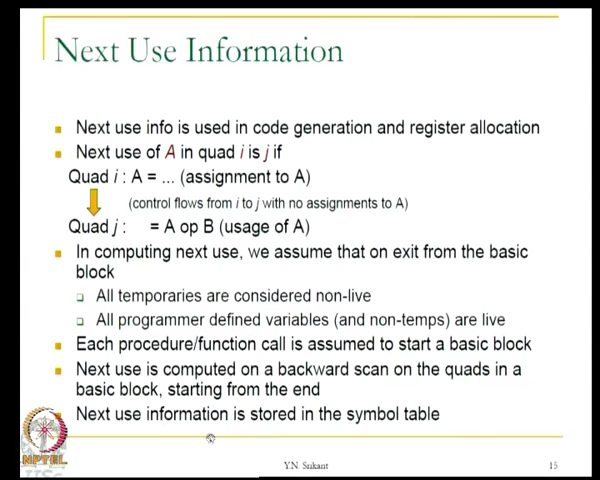 Next Use Information
Next use info is used in code generation and register allocation
Next use of A in quad i is j if
Quad i : A = ... (assignment to A)
(control flows from i to j with no assignments to A)
Quad j : = A op B (usage of A)
In computing next use, we assume that on exit from the basic
block
All temporaries are considered non-live
All programmer defined variables (and non-temps) are live
Each procedure/function call is assumed to start a basic block
Next use is computed on a backward scan on the quads in a
basic block, starting from the end
Next use information is stored in the symbol table
NPTEL
Y.N. Srikant
15